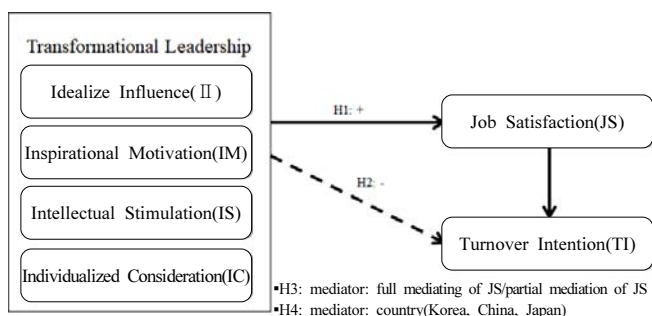 Transformational Leadership
Idealize Influence(Ⅱ)
Inspirational Motivation(IM)
Intellectual Stimulation(IS)
Individualized Consideration(IC)
H1: +
H2: -
Job Satisfaction(JS)
Turnover Intention(TI)
▪H3: mediator: full mediating of JS/partial mediation of JS
▪H4: mediator: country(Korea, China, Japan)